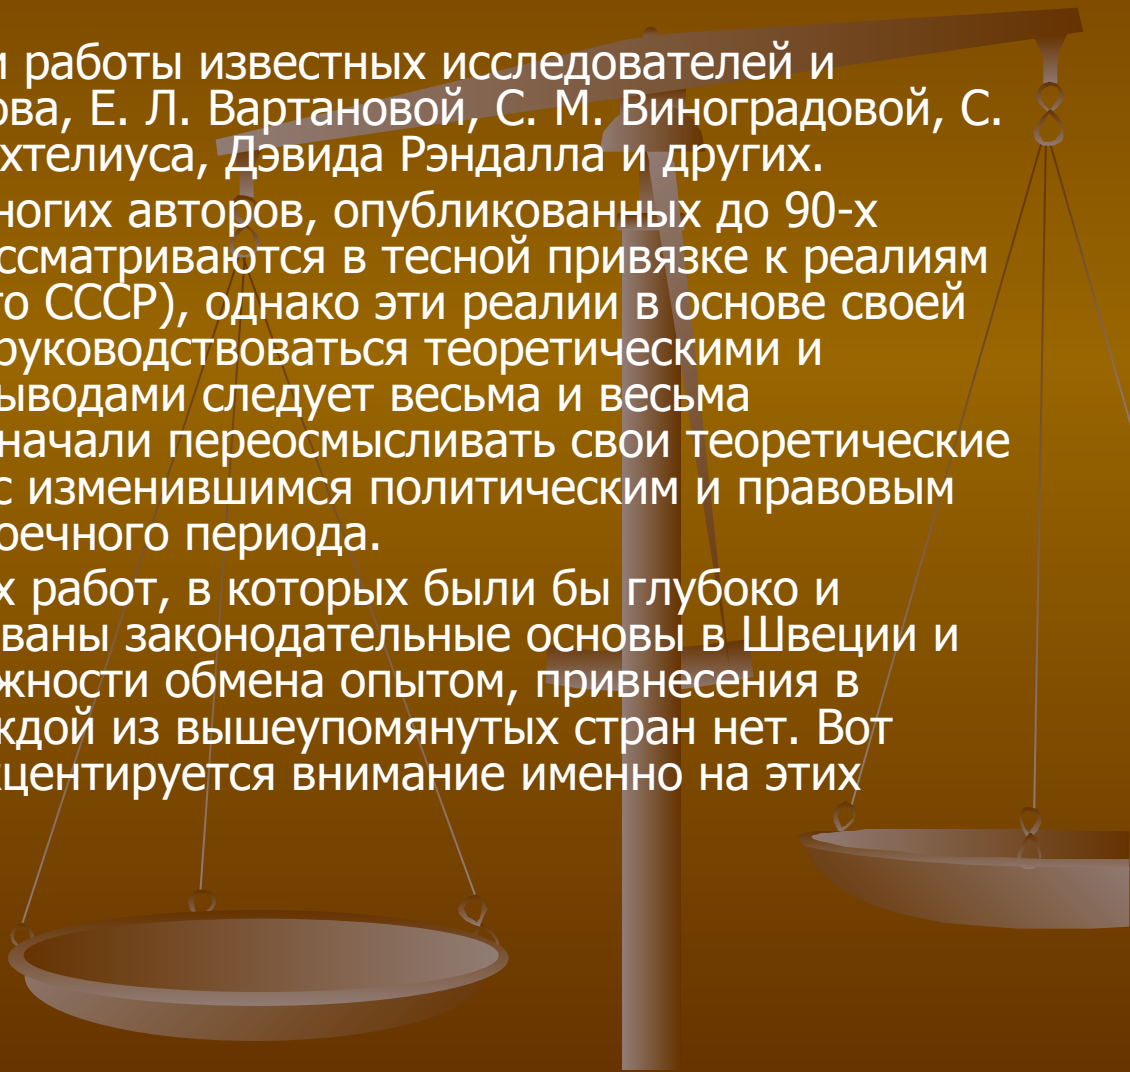 и работы известных исследователей и
ова, Е. Л. Вартановой, С. М. Виноградовой, С.
хтелиуса, Дэвида Рэндалла и других.
ногих авторов, опубликованных до 90-х
ссматриваются в тесной привязке к реалиям
го СССР), однако эти реалии в основе своей
руководствоваться теоретическими и
ыводами следует весьма и весьма
начали переосмысливать свои теоретические
с изменившимся политическим и правовым
оечного периода.
х работ, в которых были бы глубоко и
ваны законодательные основы в Швеции и
жности обмена опытом, привнесения в
ждой из вышеупомянутых стран нет. Вот
центируется внимание именно на этих